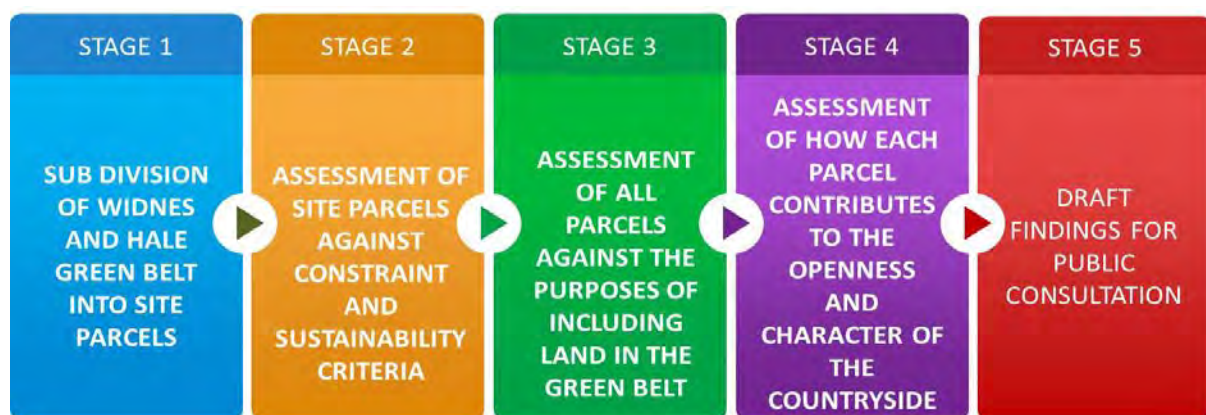 STAGE 1
SUB DIVISION
OF WIDNES
AND HALE
GREEN BELT
INTO SITE
PARCELS
STAGE 2
ASSESSMENT OF
SITE PARCELS
AGAINST
CONSTRAINT
AND
SUSTAINABILITY
CRITERIA
STAGE 3
ASSESSMENT
OF ALL
PARCELS
AGAINST THE
PURPOSES OF
INCLUDING
LAND IN THE
GREEN BELT
STAGE 4
ASSESSMENT
OF HOW EACH
PARCEL
CONTRIBUTES
TO THE
OPENNESS
AND
CHARACTER OF
THE
COUNTRYSIDE
STAGE 5
DRAFT
FINDINGS FOR
PUBLIC
CONSULTATION